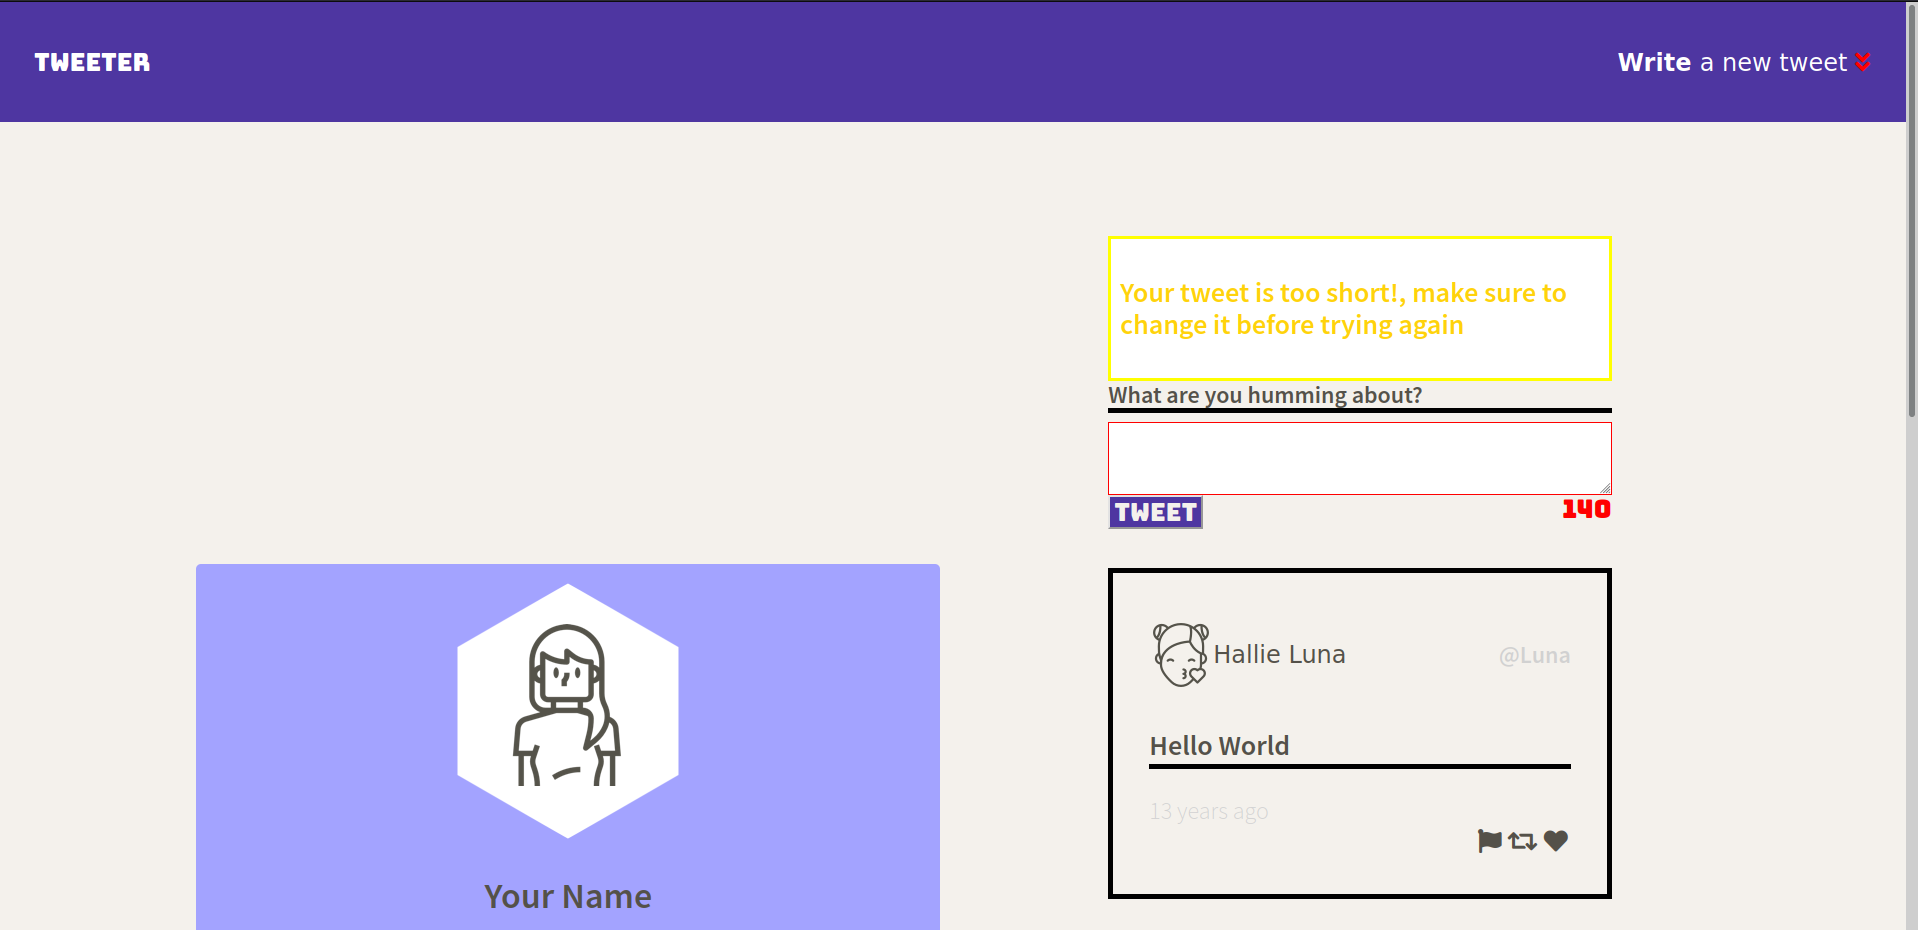 TWEETER
Write a new tweet
Your tweet is too short!, make sure to
change it before trying again
What are you humming about?
TWEET
140
Your Name
Hallie Luna
@Luna
Hello World
13 years ago